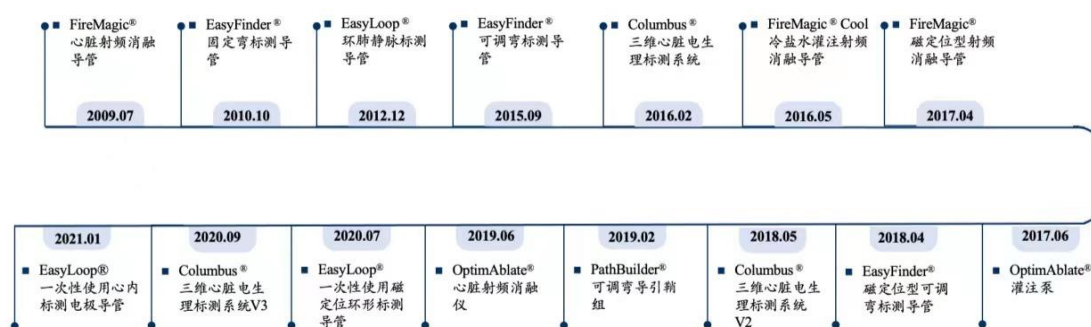 FireMagic®
心脏射频消融
导管
2009.07
EasyFinder®
固定弯标测导
管
2010.10
EasyLoop®
环肺静脉标测
导管
2012.12
EasyFinder®
可调弯标测导
管
2015.09
Columbus®
三维心脏电生
理标测系统
2016.02
FireMagic® Cool
冷盐水灌注射频
消融导管
2016.05
FireMagic®
磁定位型射频
消融导管
2017.04
2021.01
EasyLoop®
一次性使用心内
标测电极导管
2020.09
Columbus®
三维心脏电生
理标测系统V3
2020.07
EasyLoop®
一次性使用磁
定位环形标测
导管
2019.06
OptimAblate®
心脏射频消融
仪
2019.02
PathBuilder®
可调弯导引鞘
组
2018.05
Columbus®
三维心脏电生
理标测系统
V2
2018.04
EasyFinder®
磁定位型可调
弯标测导管
2017.06
OptimAblate®
灌注泵